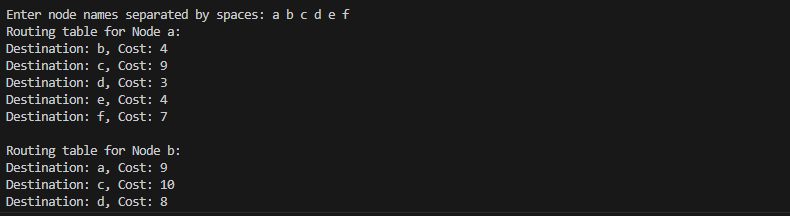 Enter node names separated by spaces: a b c d e f
Routing table for Node a:
Destination: b, Cost: 4
Destination: c, Cost: 9
Destination: d, Cost: 3
Destination: e, Cost: 4
Destination: f, Cost: 7

Routing table for Node b:
Destination: a, Cost: 9
Destination: c, Cost: 10
Destination: d, Cost: 8